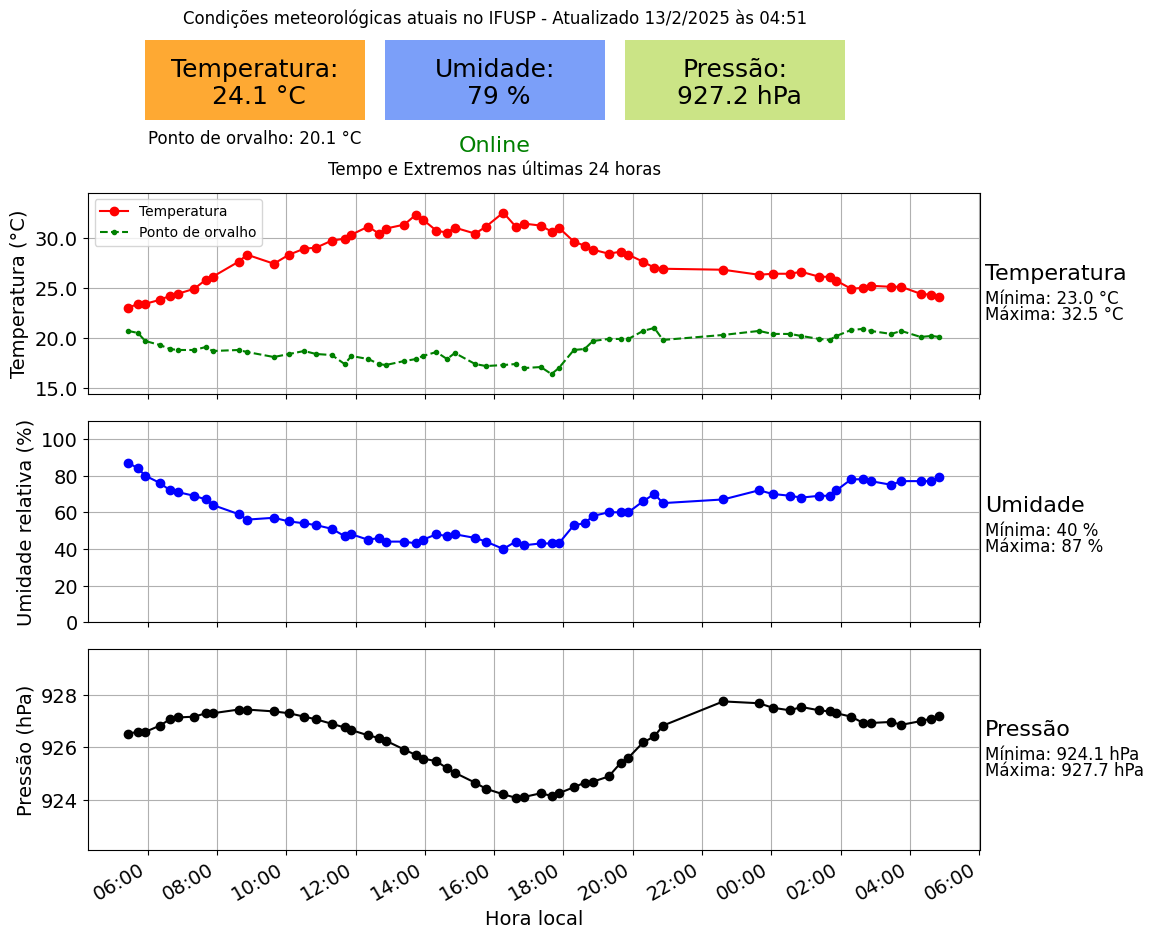 Condições meteorológicas atuais no IFUSP - Atualizado 13/2/2025 às 04:51
Temperatura:
24.1 °C
Umidade:
79 %
Pressão:
927.2 hPa
Ponto de orvalho: 20.1 °C
Online
Tempo e Extremos nas últimas 24 horas
Temperatura (°C)
30.0
25.0
20.0
15.0
Temperatura
Ponto de orvalho
Temperatura
Mínima: 23.0 °C
Máxima: 32.5 °C
Umidade relativa (%)
100
80
60
40
20
0
Umidade
Mínima: 40 %
Máxima: 87 %
Pressão (hPa)
928
926
924
Pressão
Mínima: 924.1 hPa
Máxima: 927.7 hPa
06:00 08:00 10:00 12:00 14:00 16:00 18:00 20:00 22:00 00:00 02:00 04:00 06:00
Hora local